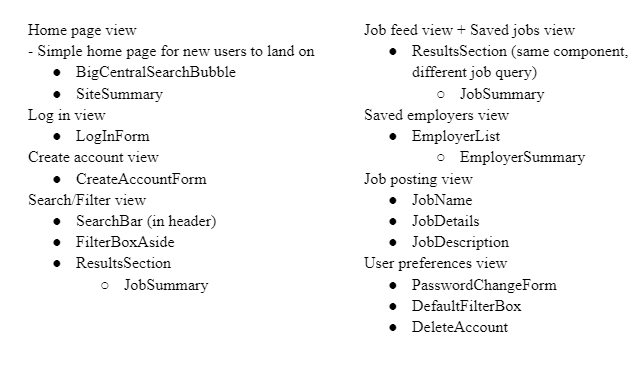 Home page view
- Simple home page for new users to land on
● BigCentralSearchBubble
● SiteSummary
Log in view
● LogInForm
Create account view
● CreateAccountForm
Search/Filter view
● SearchBar (in header)
● FilterBoxAside
● ResultsSection
○ JobSummary
Job feed view + Saved jobs view
● ResultsSection (same component,
different job query)
○ JobSummary
Saved employers view
● EmployerList
○ EmployerSummary
Job posting view
● JobName
● JobDetails
● JobDescription
User preferences view
● PasswordChangeForm
● DefaultFilterBox
● DeleteAccount